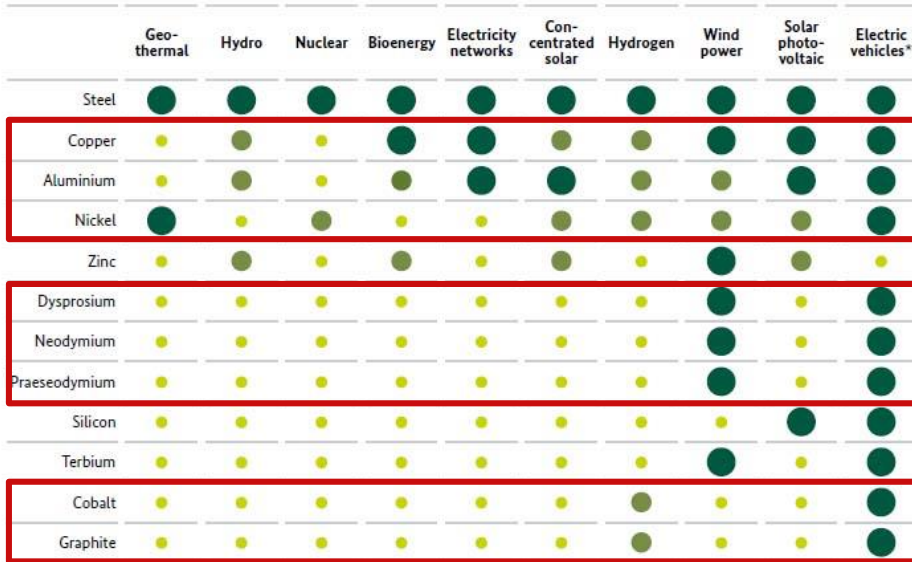 Geo-
thermal
Hydro
Nuclear
Bioenergy
Electricity
networks
Con-
centrated
solar
Hydrogen
Wind
power
Solar
photo-
voltaic
Electric
vehicles*
Steel
Copper
Aluminium
Nickel
Zinc
Dysprosium
Neodymium
Praeseodymium
Silicon
Terbium
Cobalt
Graphite